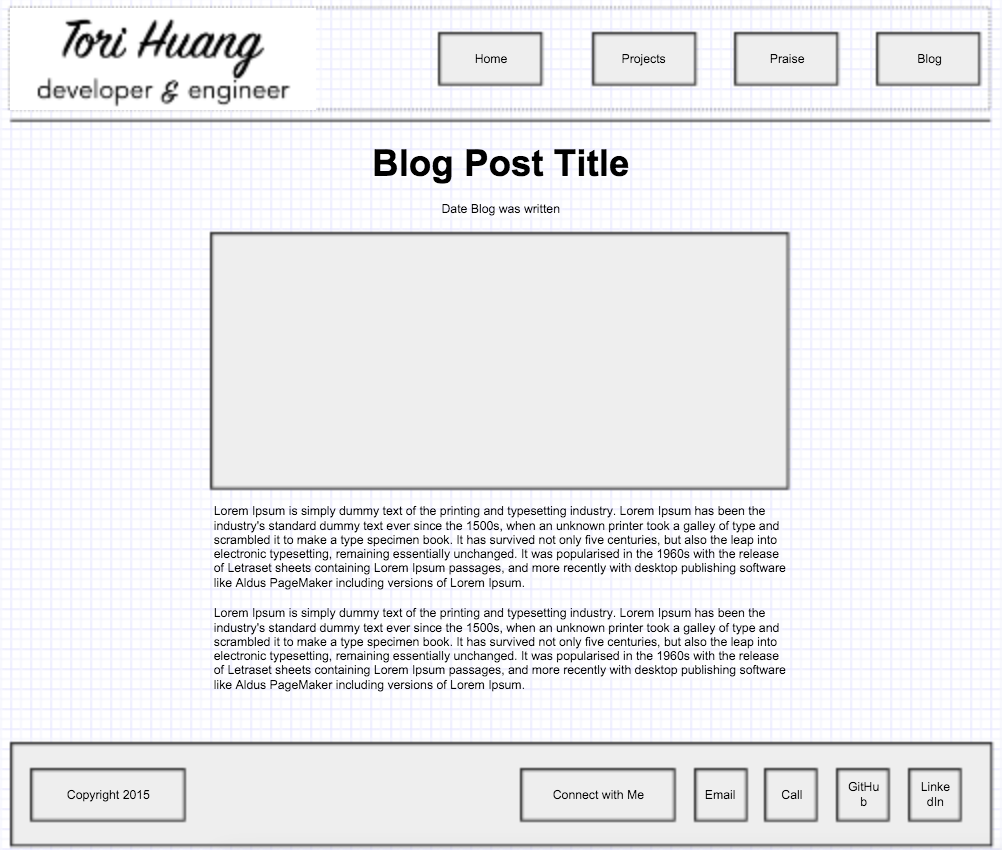 Tori Huang
developer & engineer
Home Projects Praise Blog
Blog Post Title
Date Blog was written
Lorem Ipsum is simply dummy text of the printing and typesetting industry. Lorem Ipsum has been the
industry's standard dummy text ever since the 1500s, when an unknown printer took a galley of type and
scrambled it to make a type specimen book. It has survived not only five centuries, but also the leap into
electronic typesetting, remaining essentially unchanged. It was popularised in the 1960s with the release
of Letraset sheets containing Lorem Ipsum passages, and more recently with desktop publishing software
like Aldus PageMaker including versions of Lorem Ipsum.
Lorem Ipsum is simply dummy text of the printing and typesetting industry. Lorem Ipsum has been the
industry's standard dummy text ever since the 1500s, when an unknown printer took a galley of type and
scrambled it to make a type specimen book. It has survived not only five centuries, but also the leap into
electronic typesetting, remaining essentially unchanged. It was popularised in the 1960s with the release
of Letraset sheets containing Lorem Ipsum passages, and more recently with desktop publishing software
like Aldus PageMaker including versions of Lorem Ipsum.
Copyright 2015
Connect with Me
Email
Call
GitHu
b
Linke
dIn